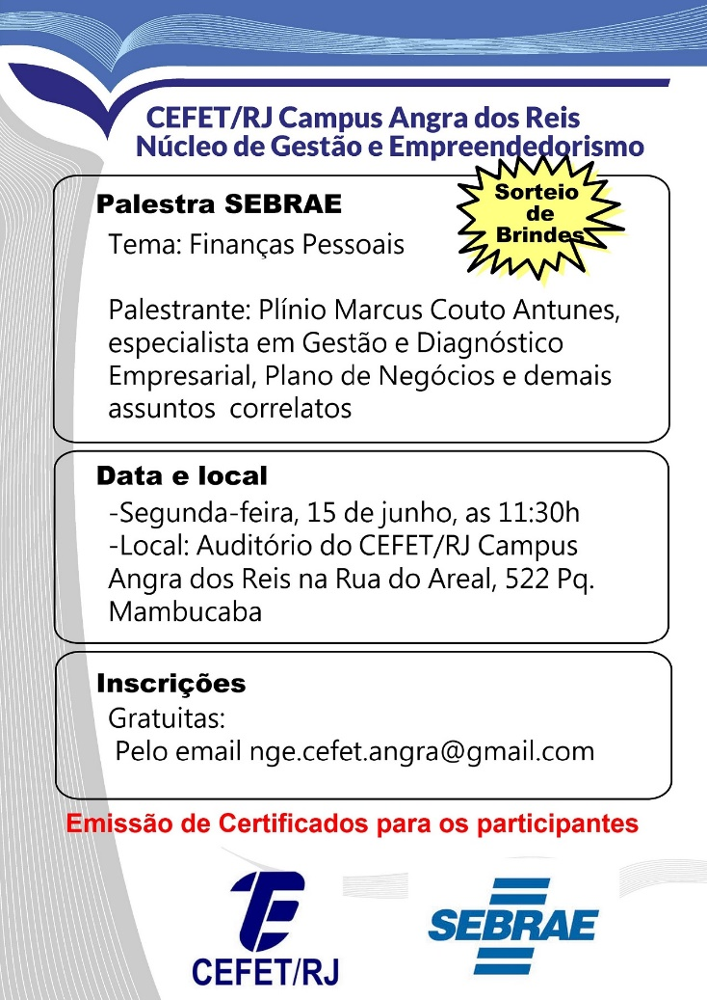 CEFET/RJ Campus Angra dos Reis
Núcleo de Gestão e Empreendedorismo
Sorteio
de
Brindes
Palestra SEBRAE
Tema: Finanças Pessoais
Palestrante: Plínio Marcus Couto Antunes,
especialista em Gestão e Diagnóstico
Empresarial, Plano de Negócios e demais
assuntos correlatos
Data e local
-Segunda-feira, 15 de junho, as 11:30h
-Local: Auditório do CEFET/RJ Campus
Angra dos Reis na Rua do Areal, 522 Pq.
Mambucaba
Inscrições
Gratuitas:
Pelo email nge.cefet.angra@gmail.com
Emissão de Certificados para os participantes
CEFET/RJ
SEBRAE